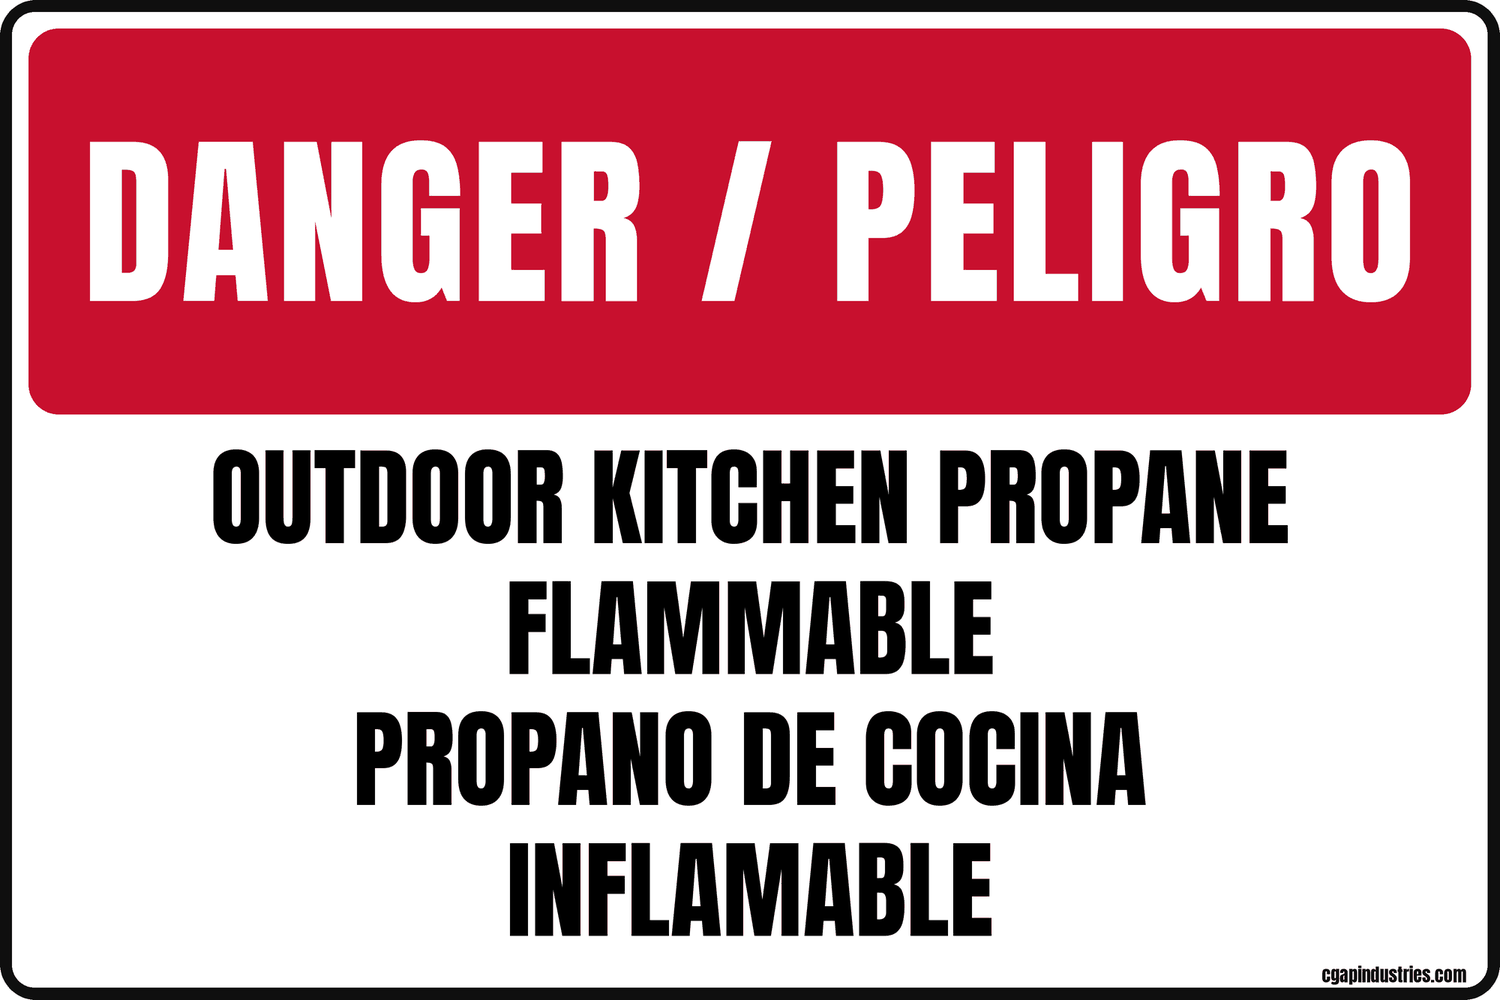 DANGER / PELIGRO
OUTDOOR KITCHEN PROPANE
FLAMMABLE
PROPANO DE COCINA
INFLAMABLE
cgapindustries.com